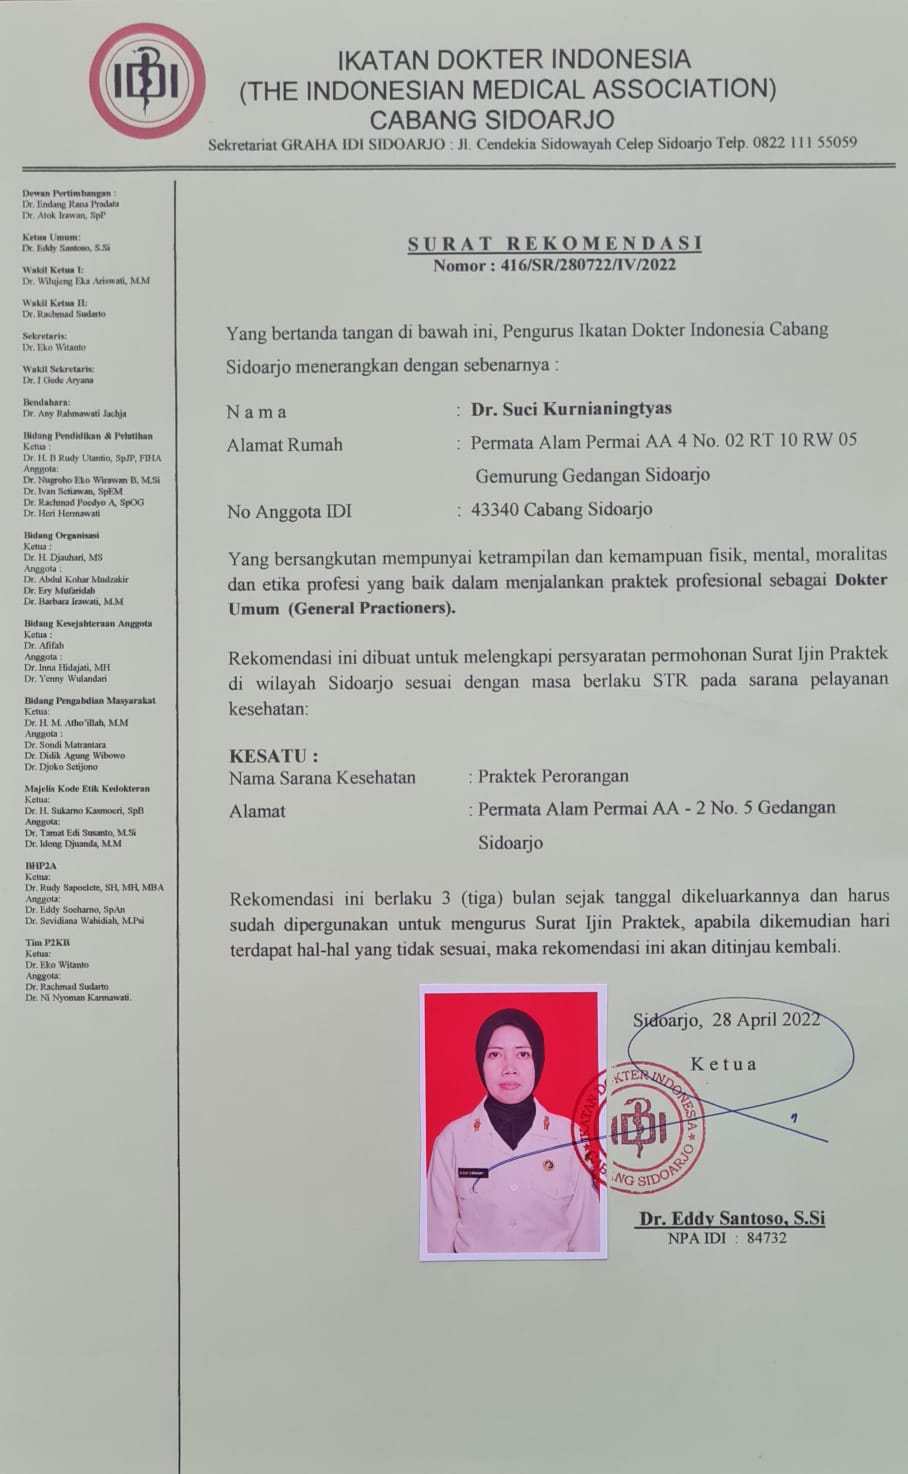 IDI
IKATAN DOKTER INDONESIA
(THE INDONESIAN MEDICAL ASSOCIATION)
CABANG SIDOARJO
Sekretariat GRAHA IDI SIDOARJO : Jl. Cendekia Sidowayah Celep Sidoarjo Telp. 0822 111 55059
Dewan Pertimbangan :
Dr. Endang Rana Pradata
Dr. Atok Irawan, SpP
Ketua Umum:
Dr. Eddy Santoso, S.Si
Wakil Ketua I:
Dr. Wilujeng Eka Ariswati, M.M
Wakil Ketua II:
Dr. Rachmad Sudarto
Sekretaris:
Dr. Eko Witanto
Wakil Sekretaris:
Dr. I Gede Aryana
Bendahara:
Dr. Any Rahmawati Jachja
Bidang Pendidikan & Pelatihan
Ketua :
Dr. H. B Rudy Utantio, SpJP, FIHA
Anggota:
Dr. Nugroho Eko Wirawan B, M.Si
Dr. Ivan Setiawan, SpEM
Dr. Rachmad Poedyo A, SpOG
Dr. Heri Hermawati
Bidang Organisasi
Ketua :
Dr. H. Djauhari, MS
Anggota :
Dr. Abdul Kohar Mudzakir
Dr. Ery Mufaridah
Dr. Barbara Irawati, M.M
Bidang Kesejahteraan Anggota
Ketua :
Dr. Afifah
Anggota :
Dr. Inna Hidajati, MH
Dr. Yenny Wulandari
Bidang Pengabdian Masyarakat
Ketua:
Dr. H. M. Atho'illah, M.M
Anggota :
Dr. Sondi Matrantara
Dr. Didik Agung Wibowo
Dr. Djoko Setijono
Majelis Kode Etik Kedokteran
Ketua:
Dr. H. Sukarno Kasmoeri, SpB
Anggota:
Dr. Tamat Edi Susanto, M.Si
Dr. Idong Djuanda, M.M
BHP2A
Ketua:
Dr. Rudy Sapoelete, SH, MH, MBA
Anggota:
Dr. Eddy Soeharno, SpAn
Dr. Sevidiana Wahidiah, M.Psi
Tim P2KB
Ketua:
Dr. Eko Witanto
Anggota:
Dr. Rachmad Sudarto
Dr. Ni Nyoman Karmawati.
SURAT REKOMENDASI
Nomor : 416/SR/280722/IV/2022
Yang bertanda tangan di bawah ini, Pengurus Ikatan Dokter Indonesia Cabang
Sidoarjo menerangkan dengan sebenarnya :
Nama : Dr. Suci Kurnianingtyas
Alamat Rumah : Permata Alam Permai AA 4 No. 02 RT 10 RW 05
Gemurung Gedangan Sidoarjo
No Anggota IDI : 43340 Cabang Sidoarjo
Yang bersangkutan mempunyai ketrampilan dan kemampuan fisik, mental, moralitas
dan etika profesi yang baik dalam menjalankan praktek profesional sebagai Dokter
Umum (General Practioners).
Rekomendasi ini dibuat untuk melengkapi persyaratan permohonan Surat Ijin Praktek
di wilayah Sidoarjo sesuai dengan masa berlaku STR pada sarana pelayanan
kesehatan:
KESATU :
Nama Sarana Kesehatan : Praktek Perorangan
Alamat : Permata Alam Permai AA - 2 No. 5 Gedangan
Sidoarjo
Rekomendasi ini berlaku 3 (tiga) bulan sejak tanggal dikeluarkannya dan harus
sudah dipergunakan untuk mengurus Surat Ijin Praktek, apabila dikemudian hari
terdapat hal-hal yang tidak sesuai, maka rekomendasi ini akan ditinjau kembali.
Sidoarjo, 28 April 2022
Ketua
IKATAN DOKTER INDONESIA
IDI
CABANG SIDOARJO
Dr. Eddy Santoso, S.Si
NPA IDI : 84732